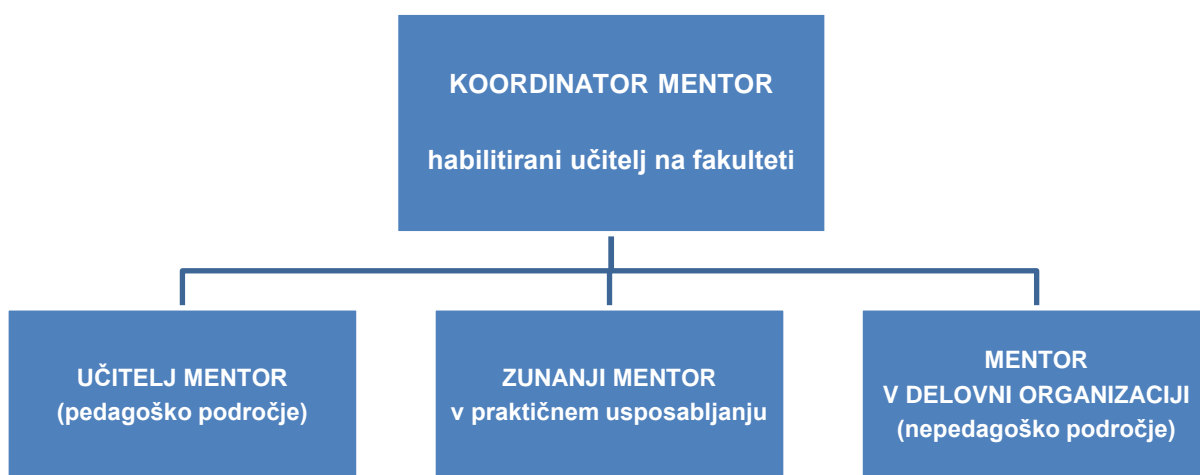 KOORDINATOR MENTOR
habilitirani učitelj na fakulteti
UČITELJ MENTOR
(pedagoško področje)
ZUNANJI MENTOR
v praktičnem usposabljanju
MENTOR
V DELOVNI ORGANIZACIJI
(nepedagoško področje)